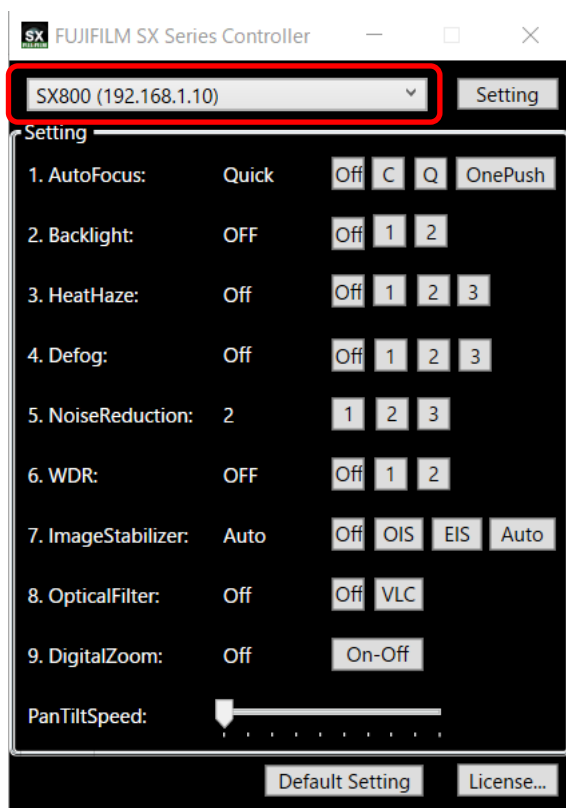 SX FUJIFILM SX Series Controller
SX800 (192.168.1.10) Setting
Setting
1. AutoFocus: Quick Off C Q OnePush
2. Backlight: OFF Off 1 2
3. HeatHaze: Off Off 1 2 3
4. Defog: Off Off 1 2 3
5. NoiseReduction: 2 1 2 3
6. WDR: OFF Off 1 2
7. ImageStabilizer: Auto Off OIS EIS Auto
8. OpticalFilter: Off Off VLC
9. DigitalZoom: Off On-Off
PanTiltSpeed:
Default Setting License...